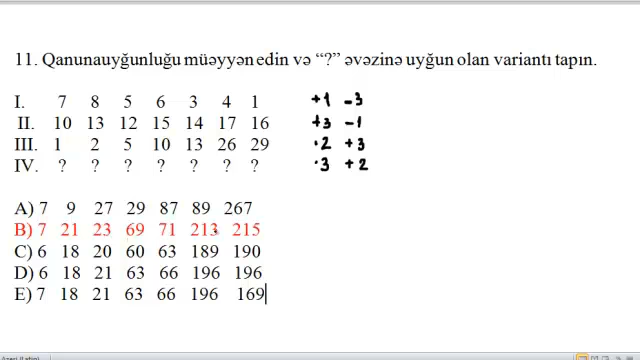 11. Qanunauyğunluğu müəyyən edin və “?” əvəzinə uyğun olan variantı tapın.
I. 7 8 5 6 3 4 1 +1 -3
II. 10 13 12 15 14 17 16 +3 -1
III. 1 2 5 10 13 26 29 ·2 +3
IV. ? ? ? ? ? ? ? ·3 +2
A) 7 9 27 29 87 89 267
B) 7 21 23 69 71 213 215
C) 6 18 20 60 63 189 190
D) 6 18 21 63 66 196 196
E) 7 18 21 63 66 196 169
Azeri (Latin)